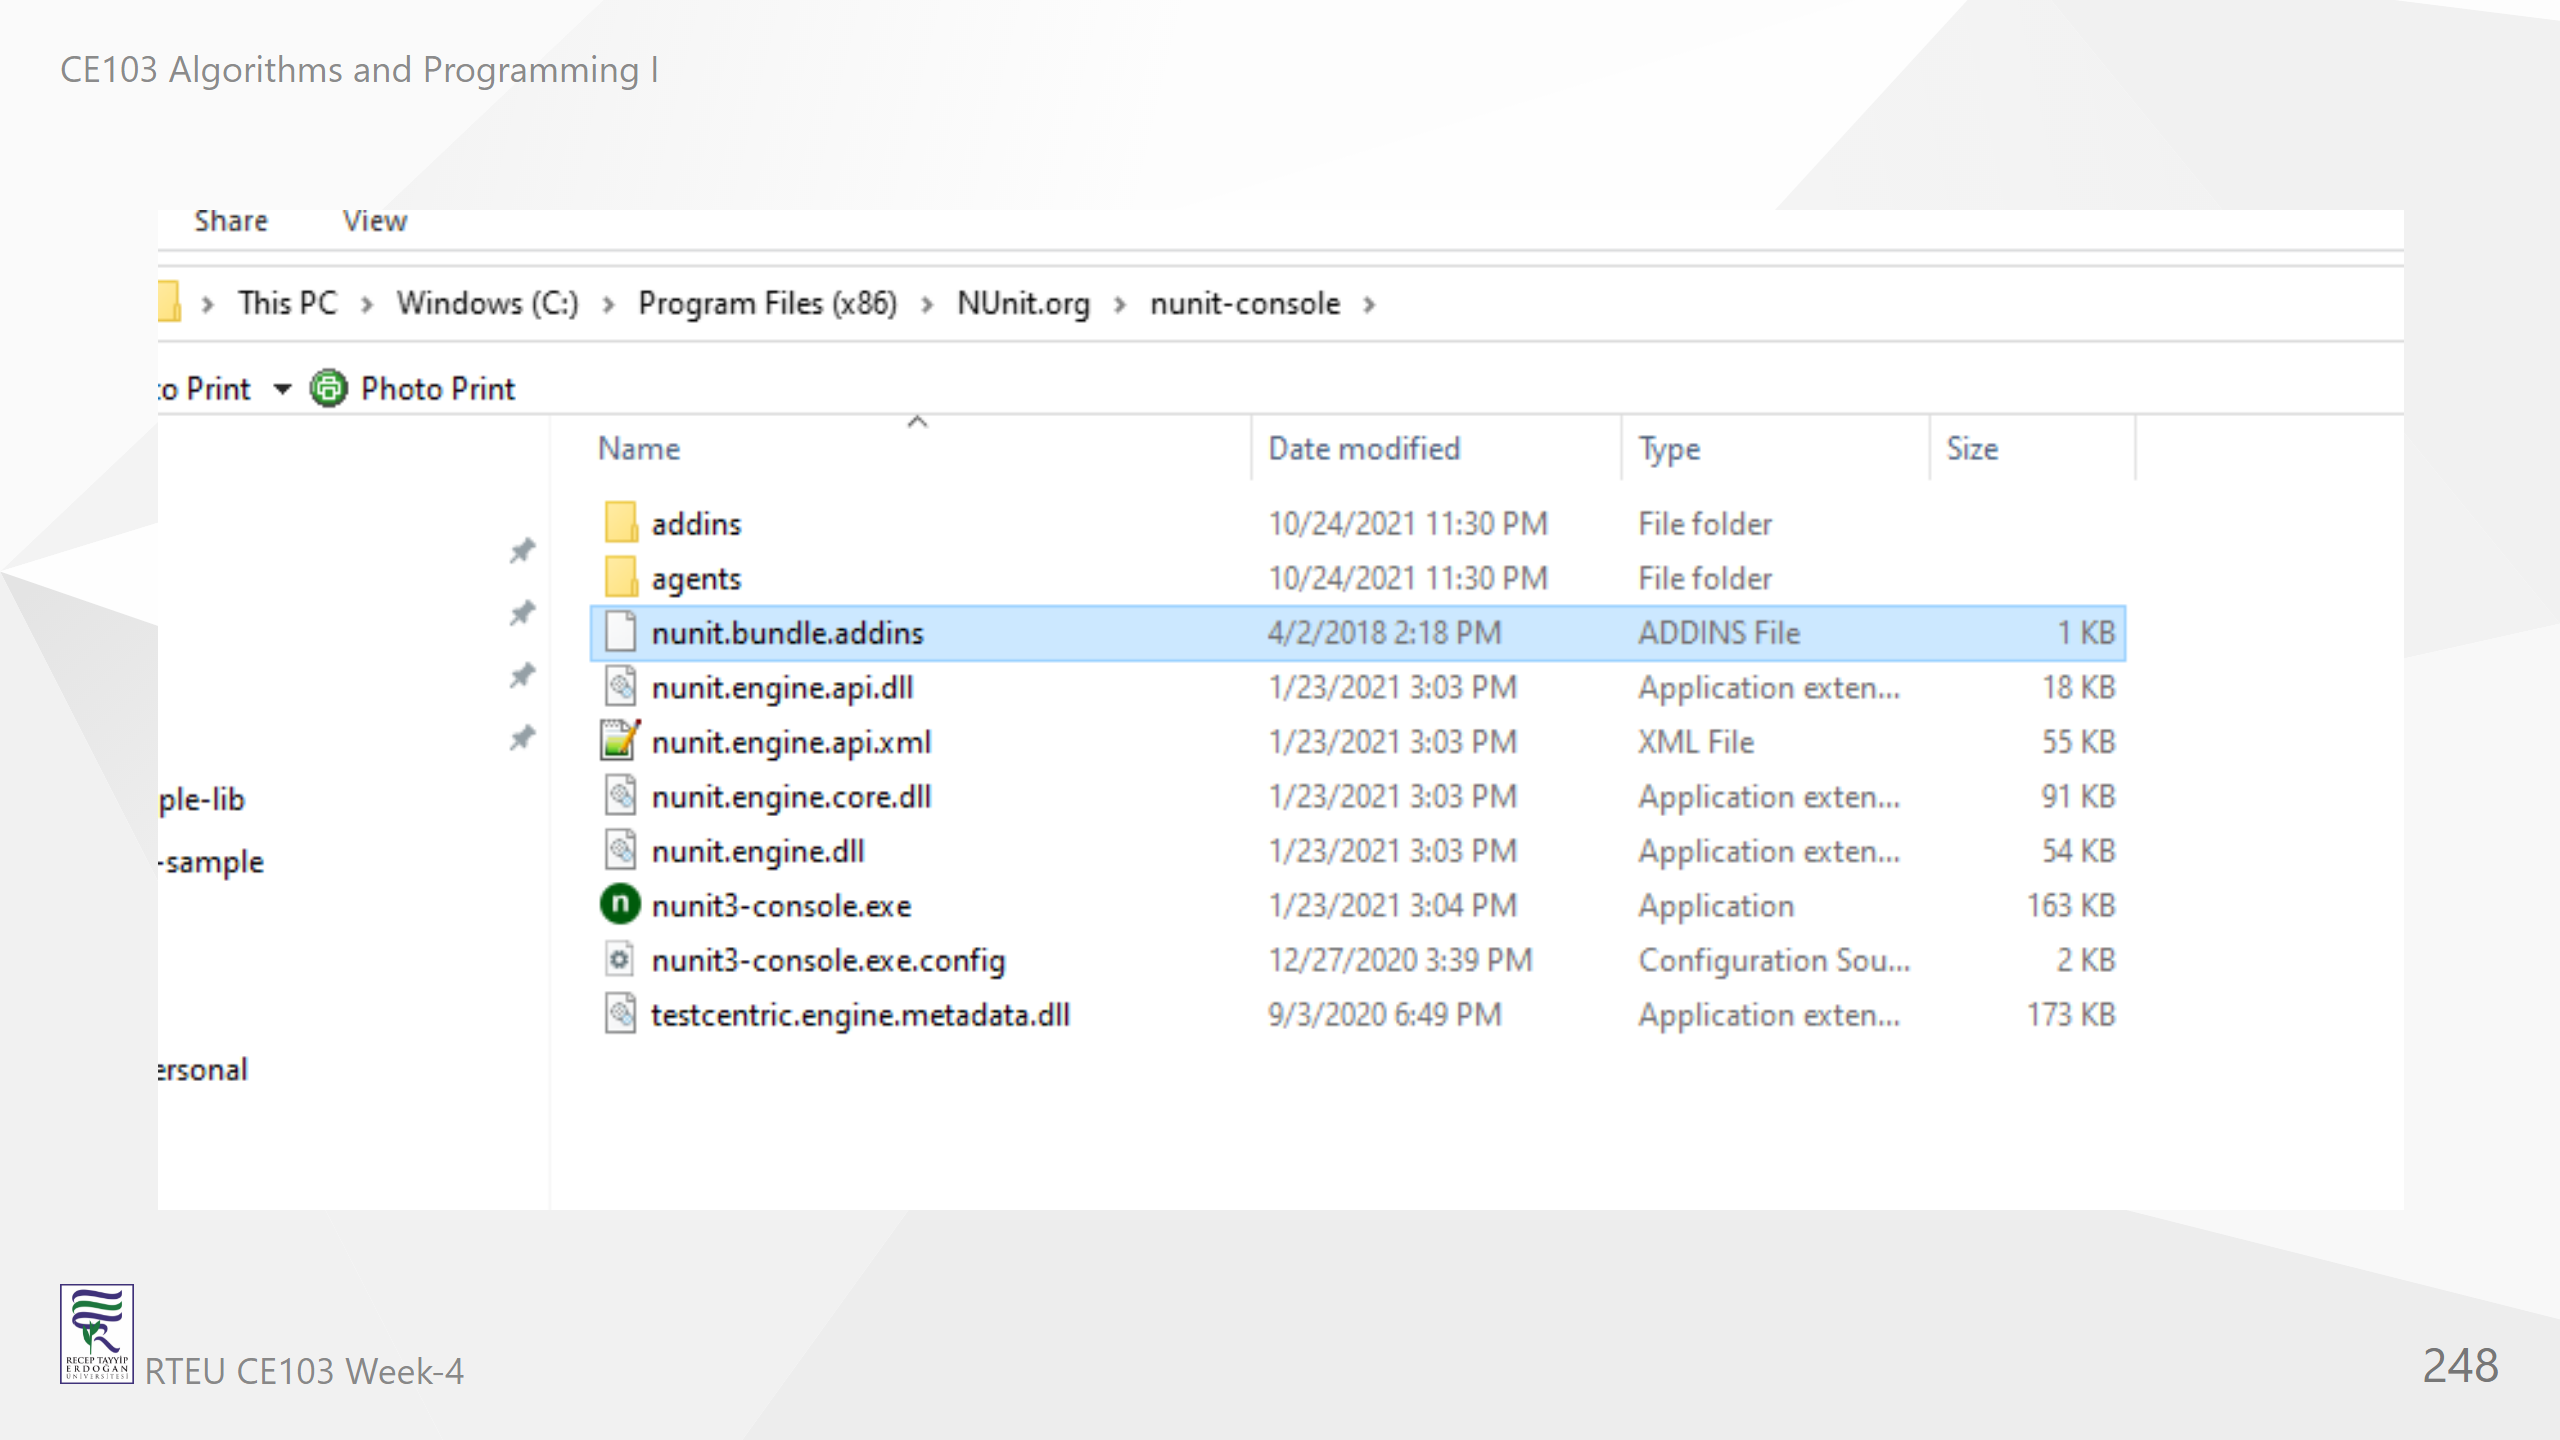 CE103 Algorithms and Programming I
Share View
This PC > Windows (C:) > Program Files (x86) > NUnit.org > nunit-console >
to Print Photo Print
Name Date modified Type Size
addins 10/24/2021 11:30 PM File folder
agents 10/24/2021 11:30 PM File folder
nunit.bundle.addins 4/2/2018 2:18 PM ADDINS File 1 KB
nunit.engine.api.dll 1/23/2021 3:03 PM Application exten... 18 KB
nunit.engine.api.xml 1/23/2021 3:03 PM XML File 55 KB
nunit.engine.core.dll 1/23/2021 3:03 PM Application exten... 91 KB
ple-lib
nunit.engine.dll 1/23/2021 3:03 PM Application exten... 54 KB
-sample
nunit3-console.exe 1/23/2021 3:04 PM Application 163 KB
nunit3-console.exe.config 12/27/2020 3:39 PM Configuration Sou... 2 KB
testcentric.engine.metadata.dll 9/3/2020 6:49 PM Application exten... 173 KB
ersonal
RECEP TAYYİP
ERDOĞAN
ÜNİVERSİTESİ
RTEU CE103 Week-4
248